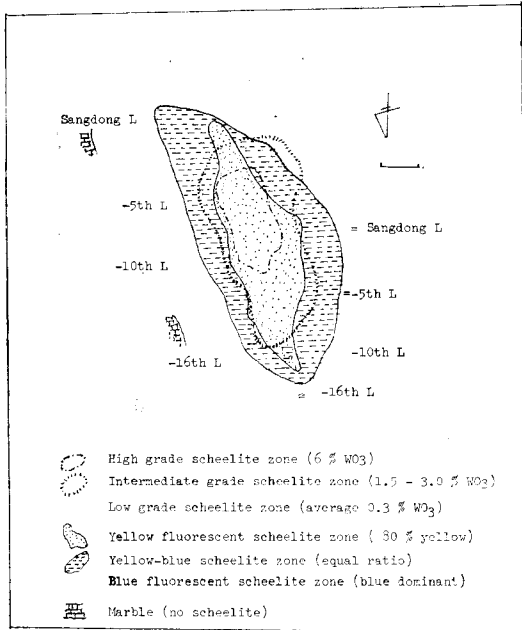 Sangdong L
-5th L
= Sangdong L
-10th L
=-5th L
-16th L
-10th L
= -16th L
High grade scheelite zone (6 % WO3)
Intermediate grade scheelite zone (1.5 - 3.0 % WO3)
Low grade scheelite zone (average 0.3 % WO3)
Yellow fluorescent scheelite zone ( 80 % yellow)
Yellow-blue scheelite zone (equal ratio)
Blue fluorescent scheelite zone (blue dominant)
Marble (no scheelite)